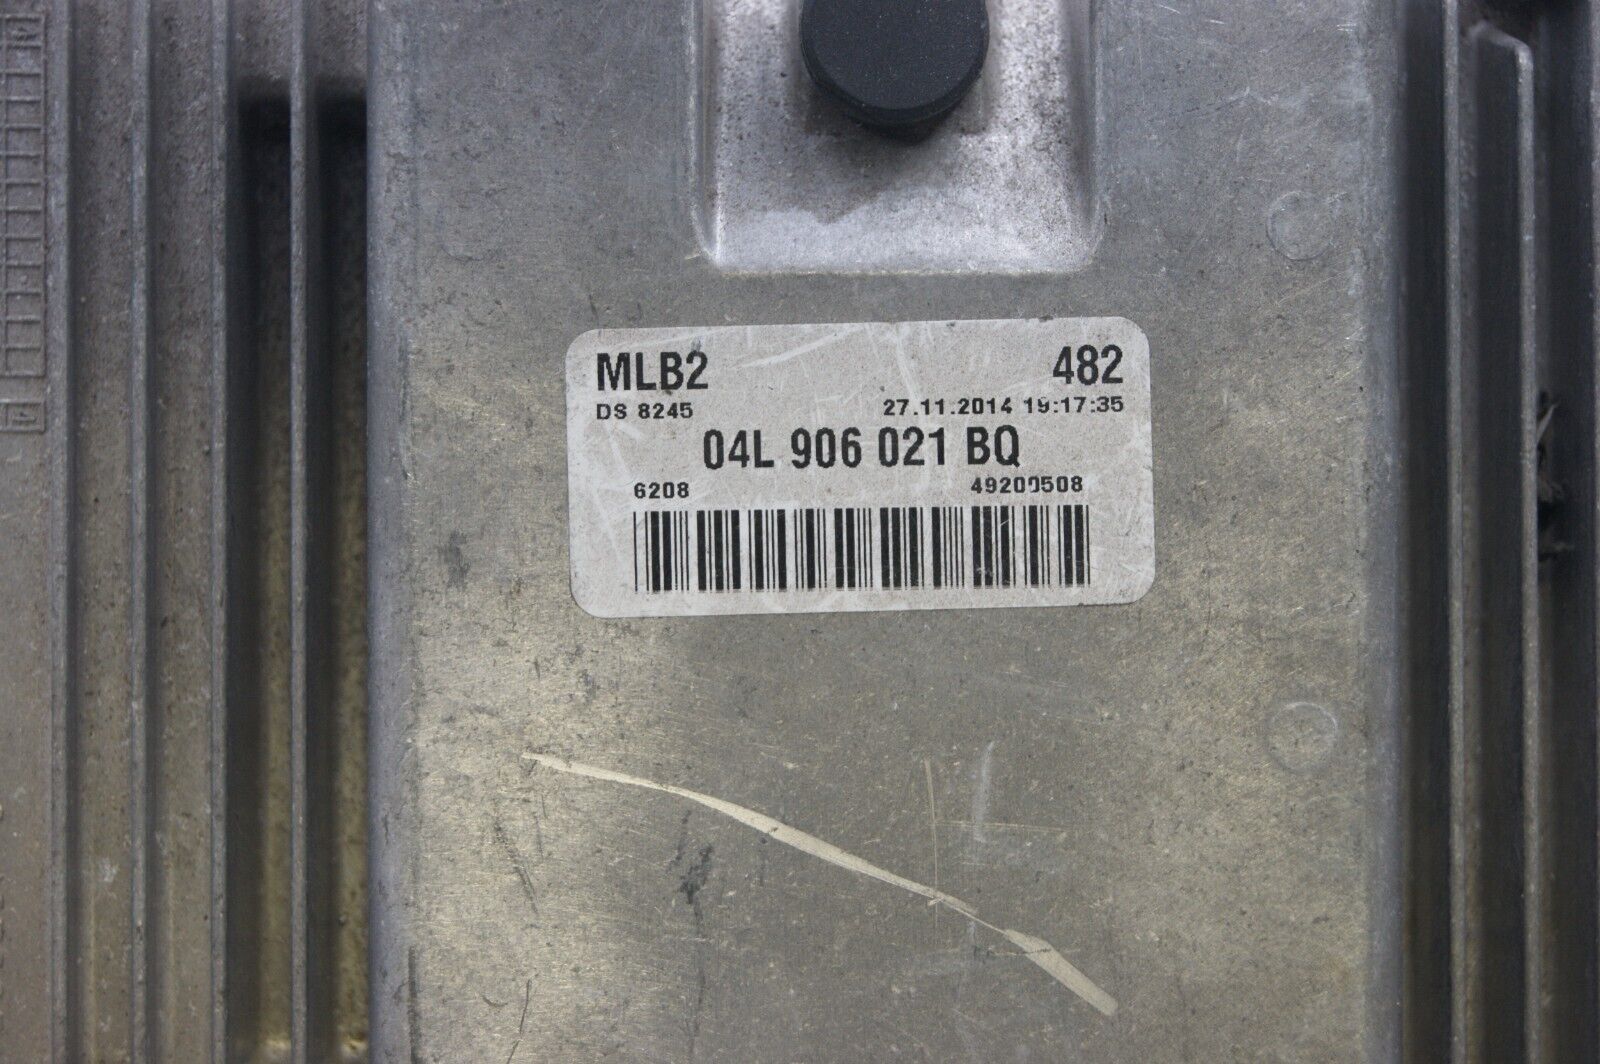 MLB2 482
DS 8245 27.11.2014 19:17:35
04L 906 021 BQ
6208 49200508